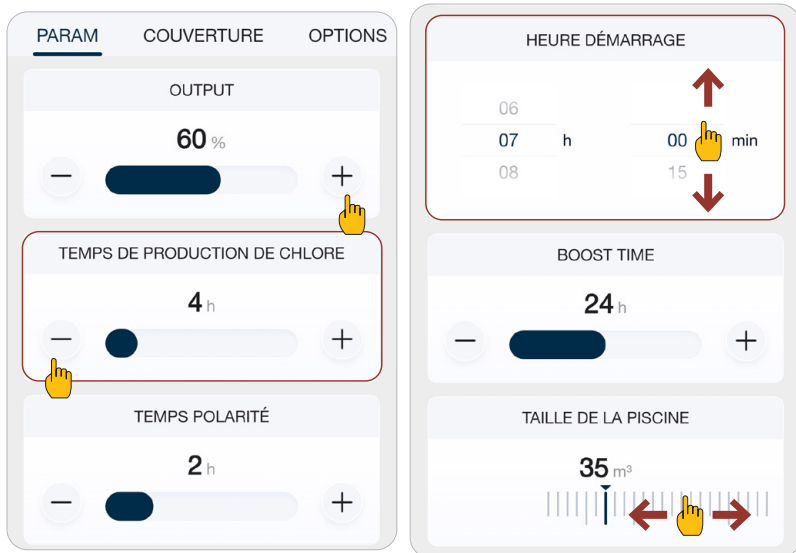 PARAM COUVERTURE OPTIONS
OUTPUT
60 %
− +
TEMPS DE PRODUCTION DE CHLORE
4 h
− +
TEMPS POLARITÉ
2 h
− +
HEURE DÉMARRAGE
06
07 h 00 min
08 15
BOOST TIME
24 h
− +
TAILLE DE LA PISCINE
35 m³